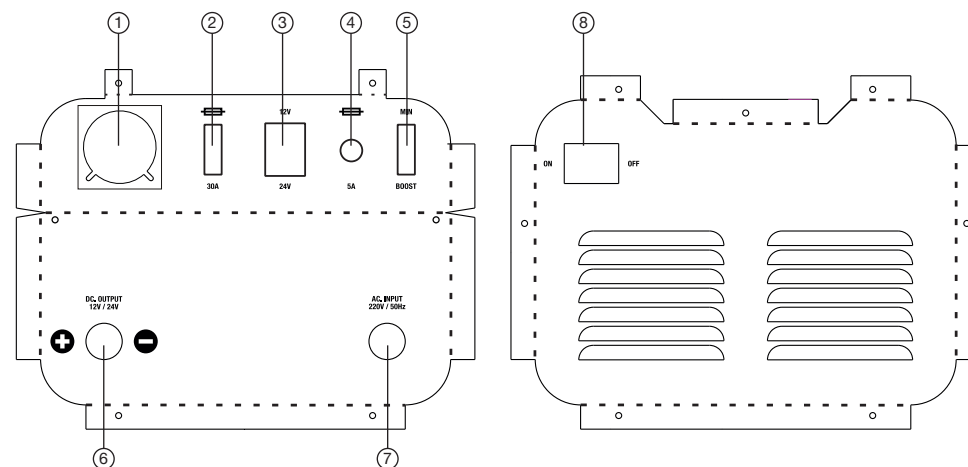 1
2
3
4
5
8
12V
MIN
30A
24V
5A
BOOST
ON
OFF
DC. OUTPUT
12V / 24V
AC. INPUT
220V / 50Hz
6
7